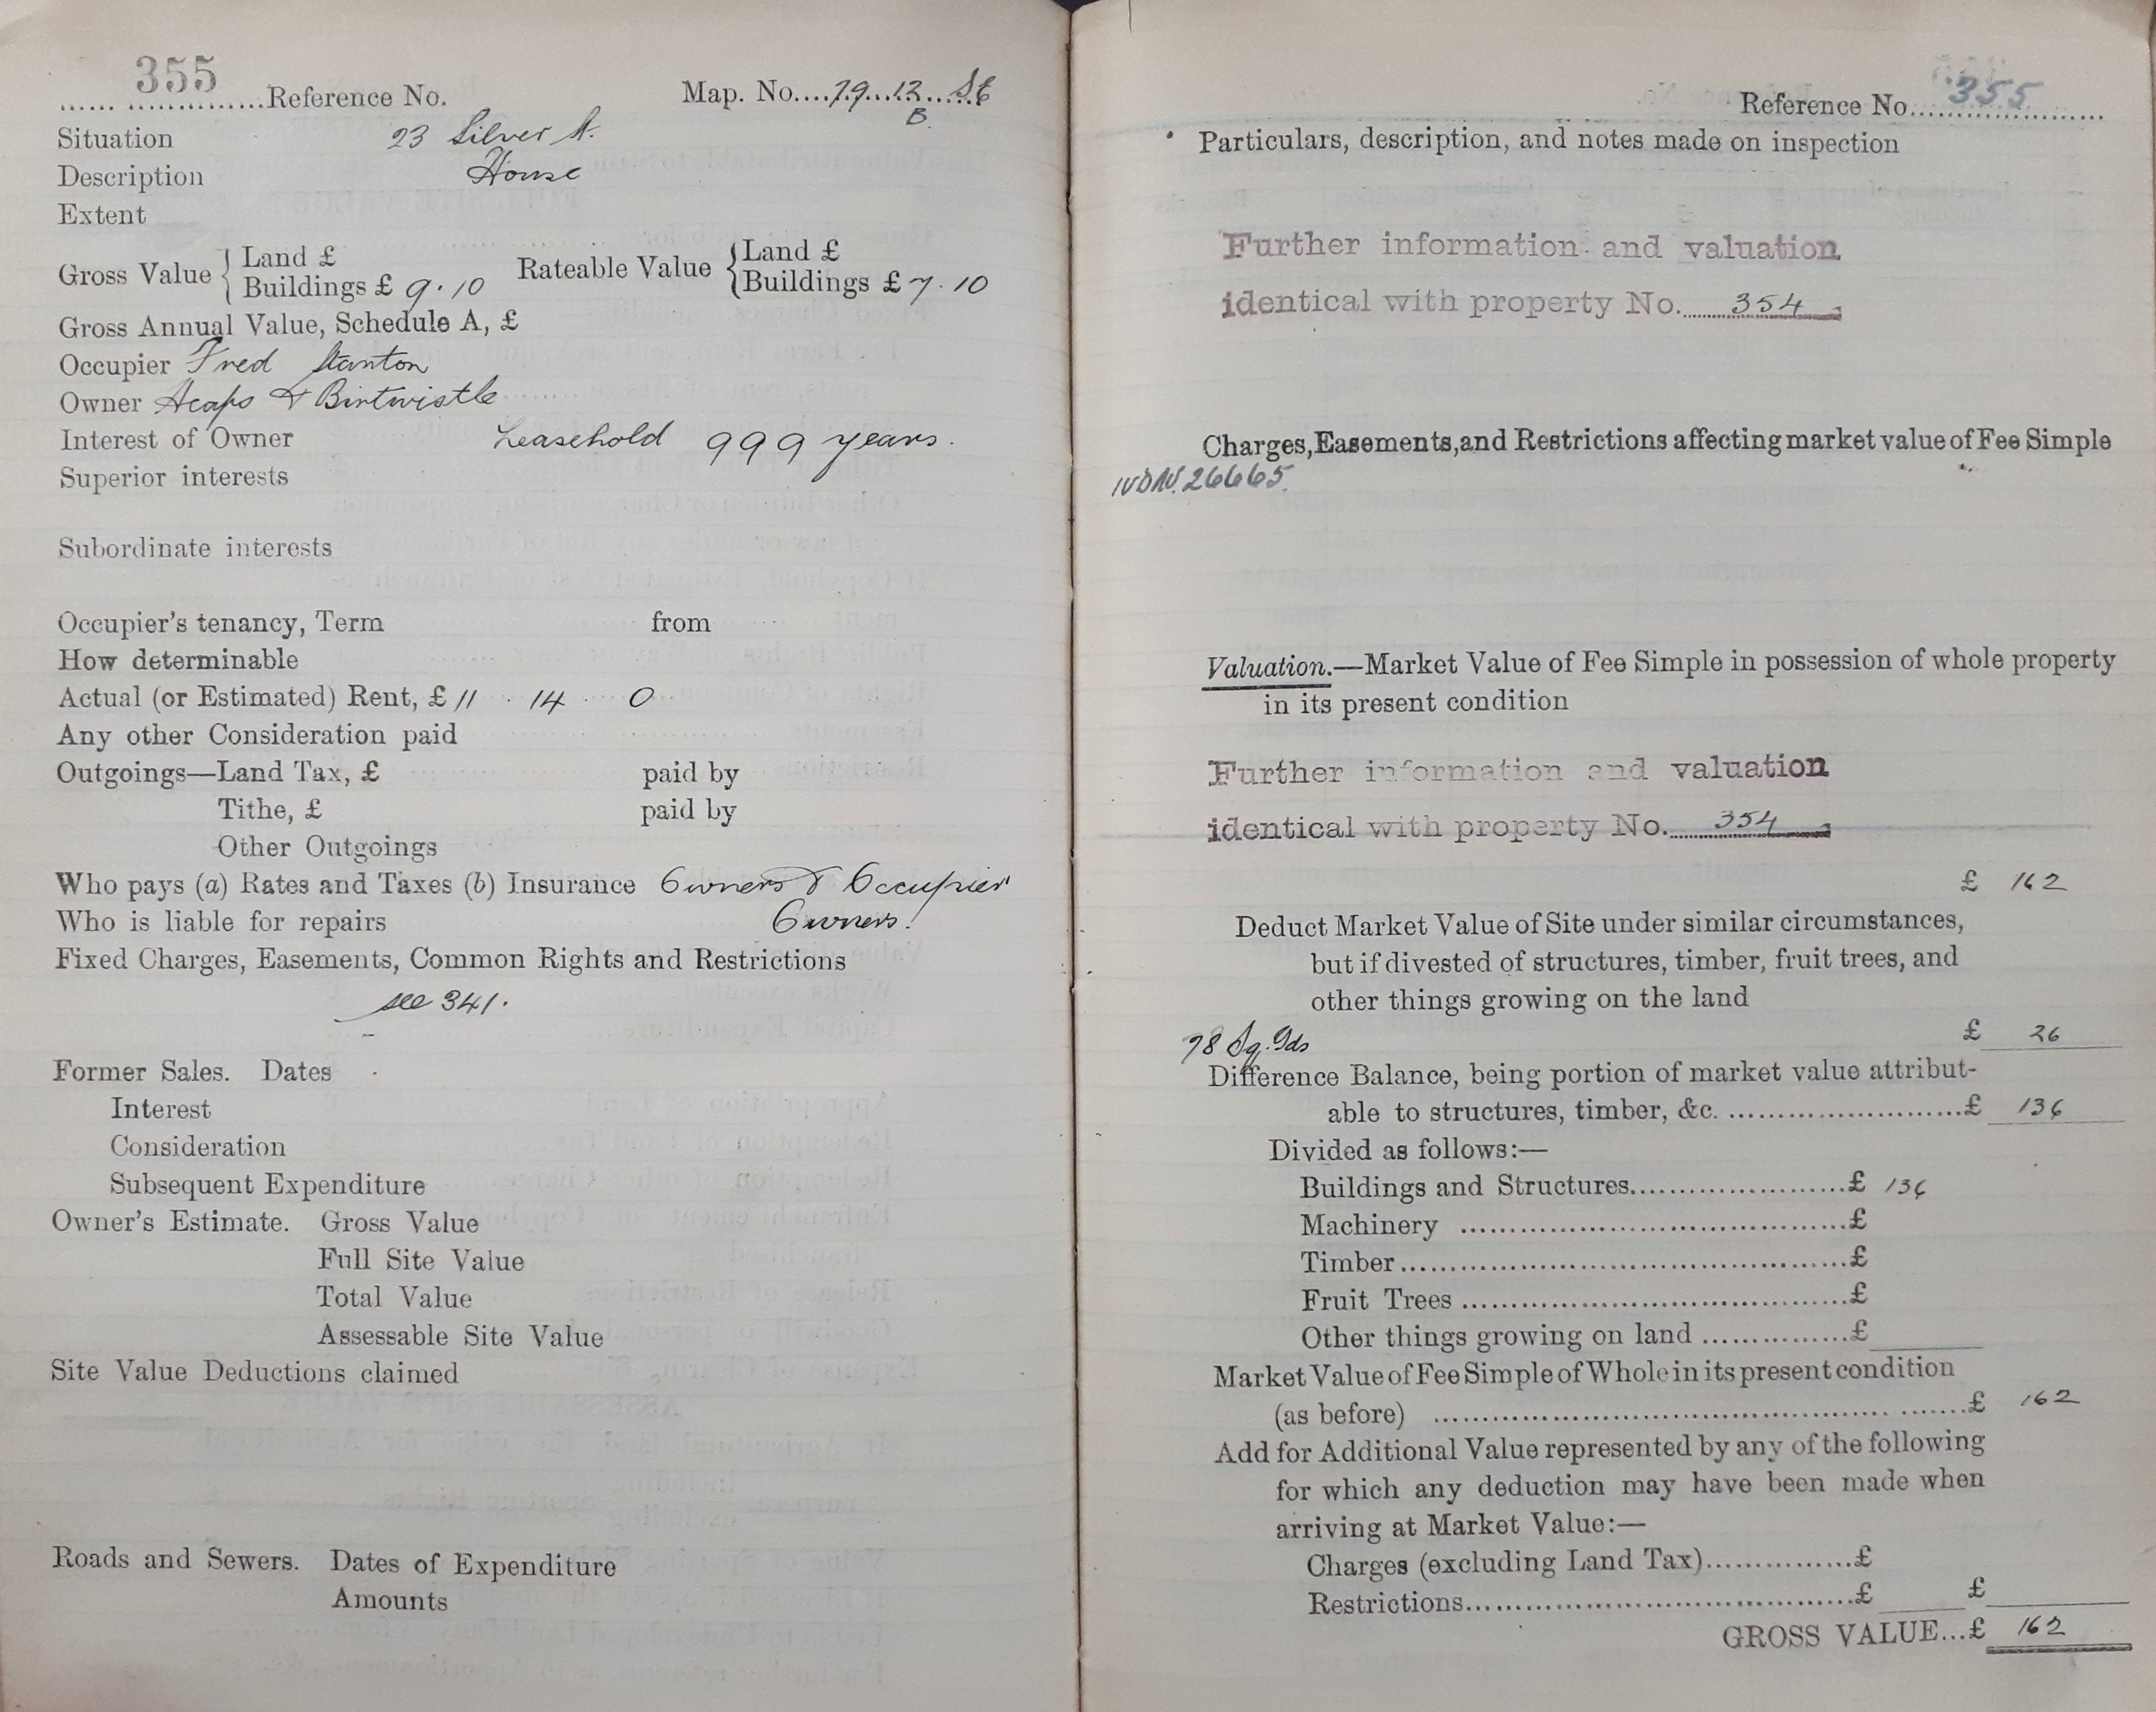 355
Reference No. Map. No. 79.12. St
B.
Situation 23 Silver St.
Description House
Extent
Gross Value { Land £
Buildings £ 9.10
Rateable Value { Land £
Buildings £ 7.10
Gross Annual Value, Schedule A, £
Occupier Fred Stanton
Owner Heaps & Birtwistle
Interest of Owner Leasehold 999 years.
Superior interests
Subordinate interests
Occupier's tenancy, Term from
How determinable
Actual (or Estimated) Rent, £ 11 . 14 . 0
Any other Consideration paid
Outgoings—Land Tax, £ paid by
Tithe, £ paid by
Other Outgoings
Who pays (a) Rates and Taxes (b) Insurance Owners & Occupier
Who is liable for repairs Owners.
Fixed Charges, Easements, Common Rights and Restrictions
see 341.
Former Sales. Dates
Interest
Consideration
Subsequent Expenditure
Owner's Estimate. Gross Value
Full Site Value
Total Value
Assessable Site Value
Site Value Deductions claimed
Roads and Sewers. Dates of Expenditure
Amounts
Reference No. 355
Particulars, description, and notes made on inspection
Further information and valuation
identical with property No. 354
Charges, Easements, and Restrictions affecting market value of Fee Simple
26665.
Valuation.—Market Value of Fee Simple in possession of whole property
in its present condition
Further information and valuation
identical with property No. 354
£ 162
Deduct Market Value of Site under similar circumstances,
but if divested of structures, timber, fruit trees, and
other things growing on the land
78 Sq. Yds £ 26
Difference Balance, being portion of market value attribut-
able to structures, timber, &c. £ 136
Divided as follows:—
Buildings and Structures £ 136
Machinery £
Timber £
Fruit Trees £
Other things growing on land £
Market Value of Fee Simple of Whole in its present condition
(as before) £ 162
Add for Additional Value represented by any of the following
for which any deduction may have been made when
arriving at Market Value:—
Charges (excluding Land Tax) £
Restrictions £ £
GROSS VALUE...£ 162